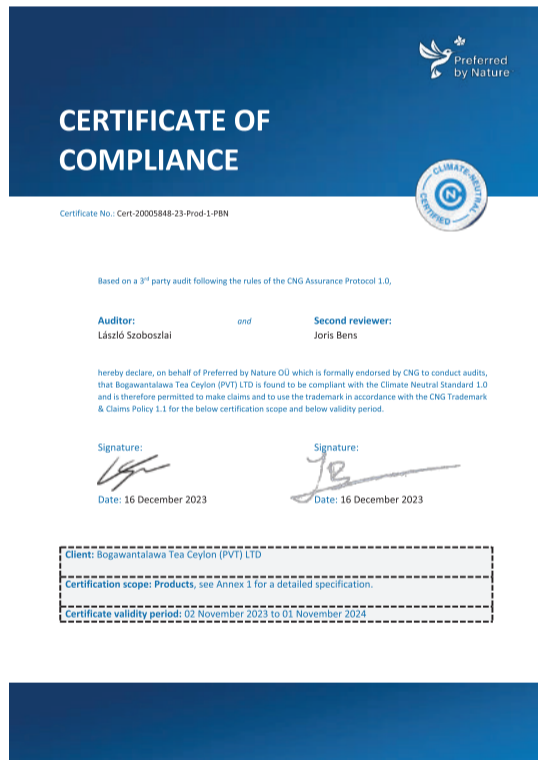 Preferred
by Nature
CERTIFICATE OF
COMPLIANCE
CLIMATE-NEUTRAL
CERTIFIED
Certificate No.: Cert-20005848-23-Prod-1-PBN
Based on a 3rd party audit following the rules of the CNG Assurance Protocol 1.0,
Auditor: and Second reviewer:
László Szoboszlai Joris Bens
hereby declare, on behalf of Preferred by Nature OÜ which is formally endorsed by CNG to conduct audits,
that Bogawantalawa Tea Ceylon (PVT) LTD is found to be compliant with the Climate Neutral Standard 1.0
and is therefore permitted to make claims and to use the trademark in accordance with the CNG Trademark
& Claims Policy 1.1 for the below certification scope and below validity period.
Signature: Signature:
Date: 16 December 2023 Date: 16 December 2023
Client: Bogawantalawa Tea Ceylon (PVT) LTD
Certification scope: Products, see Annex 1 for a detailed specification.
Certificate validity period: 02 November 2023 to 01 November 2024